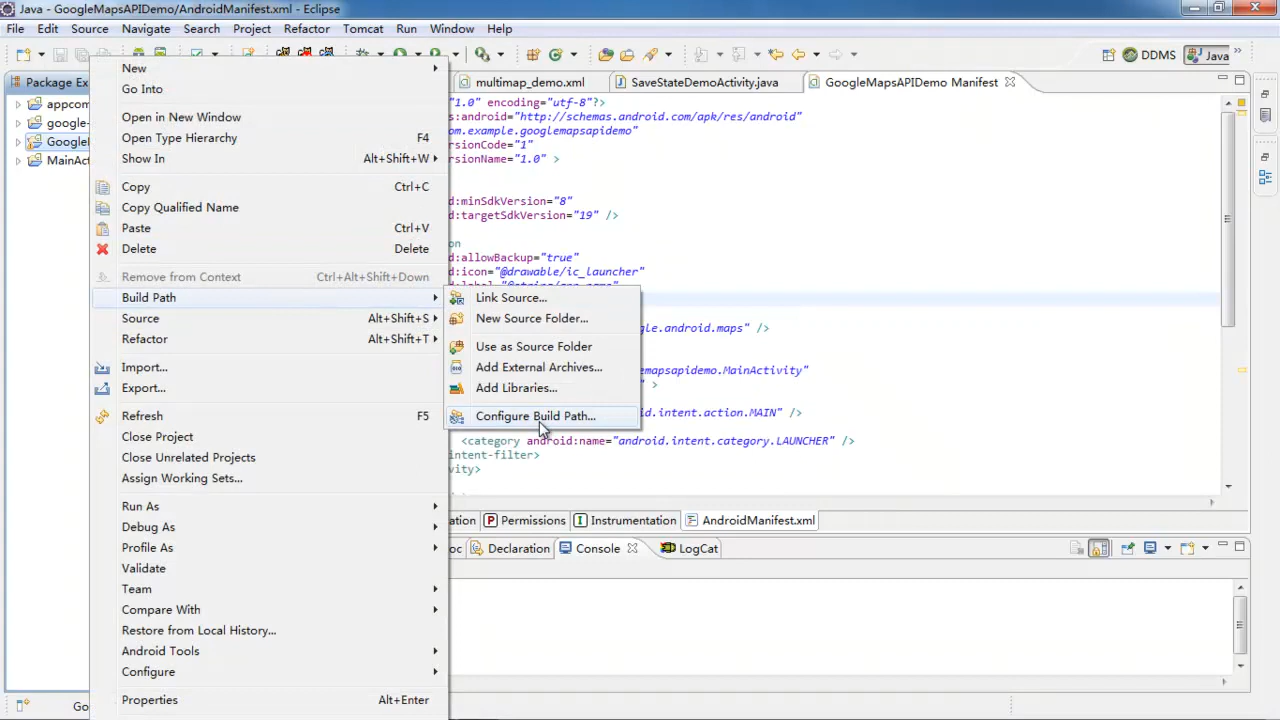 Java - GoogleMapsAPIDemo/AndroidManifest.xml - Eclipse
File Edit Source Navigate Search Project Refactor Tomcat Run Window Help
DDMS Java
Package Ex
multimap_demo.xml SaveStateDemoActivity.java GoogleMapsAPIDemo Manifest
appcom
google-
Google
MainAc
New
Go Into
Open in New Window
Open Type Hierarchy F4
Show In Alt+Shift+W
Copy Ctrl+C
Copy Qualified Name
Paste Ctrl+V
Delete Delete
Remove from Context Ctrl+Alt+Shift+Down
Build Path
Source Alt+Shift+S
Refactor Alt+Shift+T
Import...
Export...
Refresh F5
Close Project
Close Unrelated Projects
Assign Working Sets...
Run As
Debug As
Profile As
Validate
Team
Compare With
Restore from Local History...
Android Tools
Configure
Properties Alt+Enter
Link Source...
New Source Folder...
Use as Source Folder
Add External Archives...
Add Libraries...
Configure Build Path...
"1.0" encoding="utf-8"?>
s:android="http://schemas.android.com/apk/res/android"
om.example.googlemapsapidemo"
ersionCode="1"
ersionName="1.0" >
d:minSdkVersion="8"
d:targetSdkVersion="19" />
on
d:allowBackup="true"
d:icon="@drawable/ic_launcher"
gle.android.maps" />
emapsapidemo.MainActivity"
" >
id.intent.action.MAIN" />
<category android:name="android.intent.category.LAUNCHER" />
intent-filter>
vity>
ation Permissions Instrumentation AndroidManifest.xml
oc Declaration Console LogCat
Go